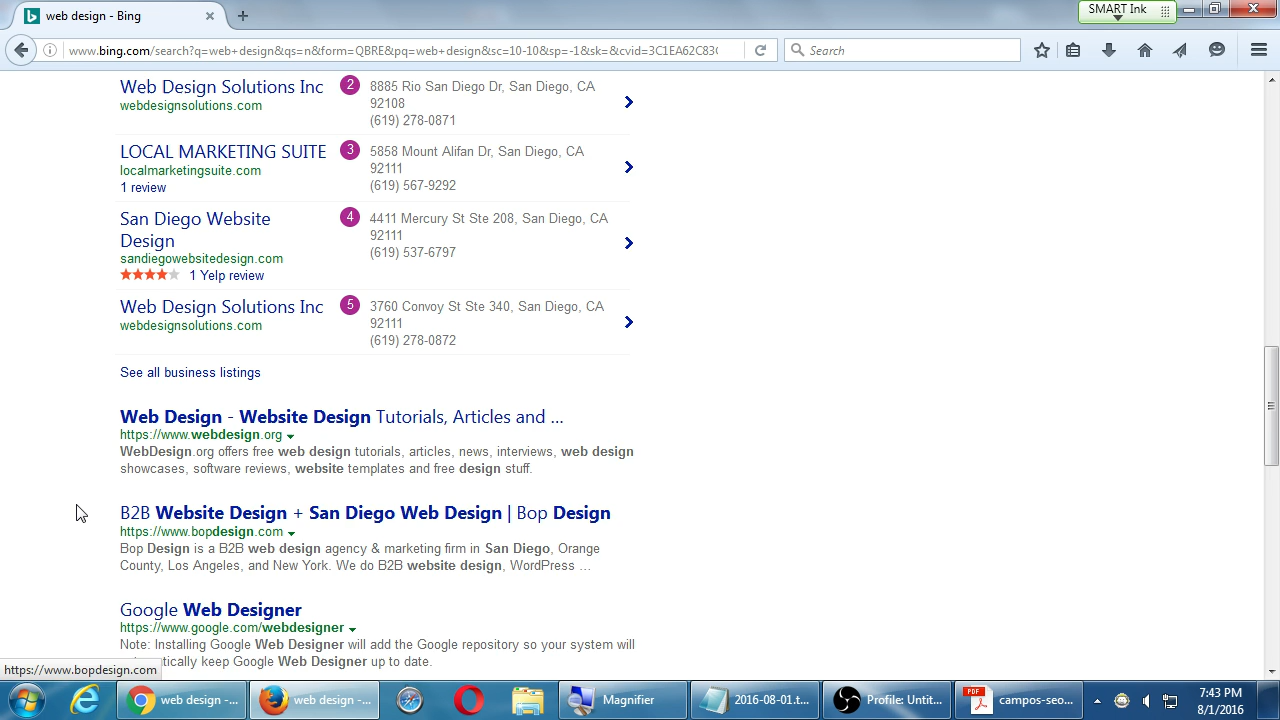 web design - Bing
SMART Ink
www.bing.com/search?q=web+design&qs=n&form=QBRE&pq=web+design&sc=10-10&sp=-1&sk=&cvid=3C1EA62C83
Search
Web Design Solutions Inc
webdesignsolutions.com
2
8885 Rio San Diego Dr, San Diego, CA
92108
(619) 278-0871
LOCAL MARKETING SUITE
localmarketingsuite.com
1 review
3
5858 Mount Alifan Dr, San Diego, CA
92111
(619) 567-9292
San Diego Website
Design
sandiegowebsitedesign.com
1 Yelp review
4
4411 Mercury St Ste 208, San Diego, CA
92111
(619) 537-6797
Web Design Solutions Inc
webdesignsolutions.com
5
3760 Convoy St Ste 340, San Diego, CA
92111
(619) 278-0872
See all business listings
Web Design - Website Design Tutorials, Articles and ...
https://www.webdesign.org
WebDesign.org offers free web design tutorials, articles, news, interviews, web design
showcases, software reviews, website templates and free design stuff.
B2B Website Design + San Diego Web Design | Bop Design
https://www.bopdesign.com
Bop Design is a B2B web design agency & marketing firm in San Diego, Orange
County, Los Angeles, and New York. We do B2B website design, WordPress ...
Google Web Designer
https://www.google.com/webdesigner
Note: Installing Google Web Designer will add the Google repository so your system will
keep Google Web Designer up to date.
https://www.bopdesign.com
web design -...
web design -...
Magnifier
2016-08-01.t...
Profile: Untit...
PDF
campos-seo...
7:43 PM
8/1/2016